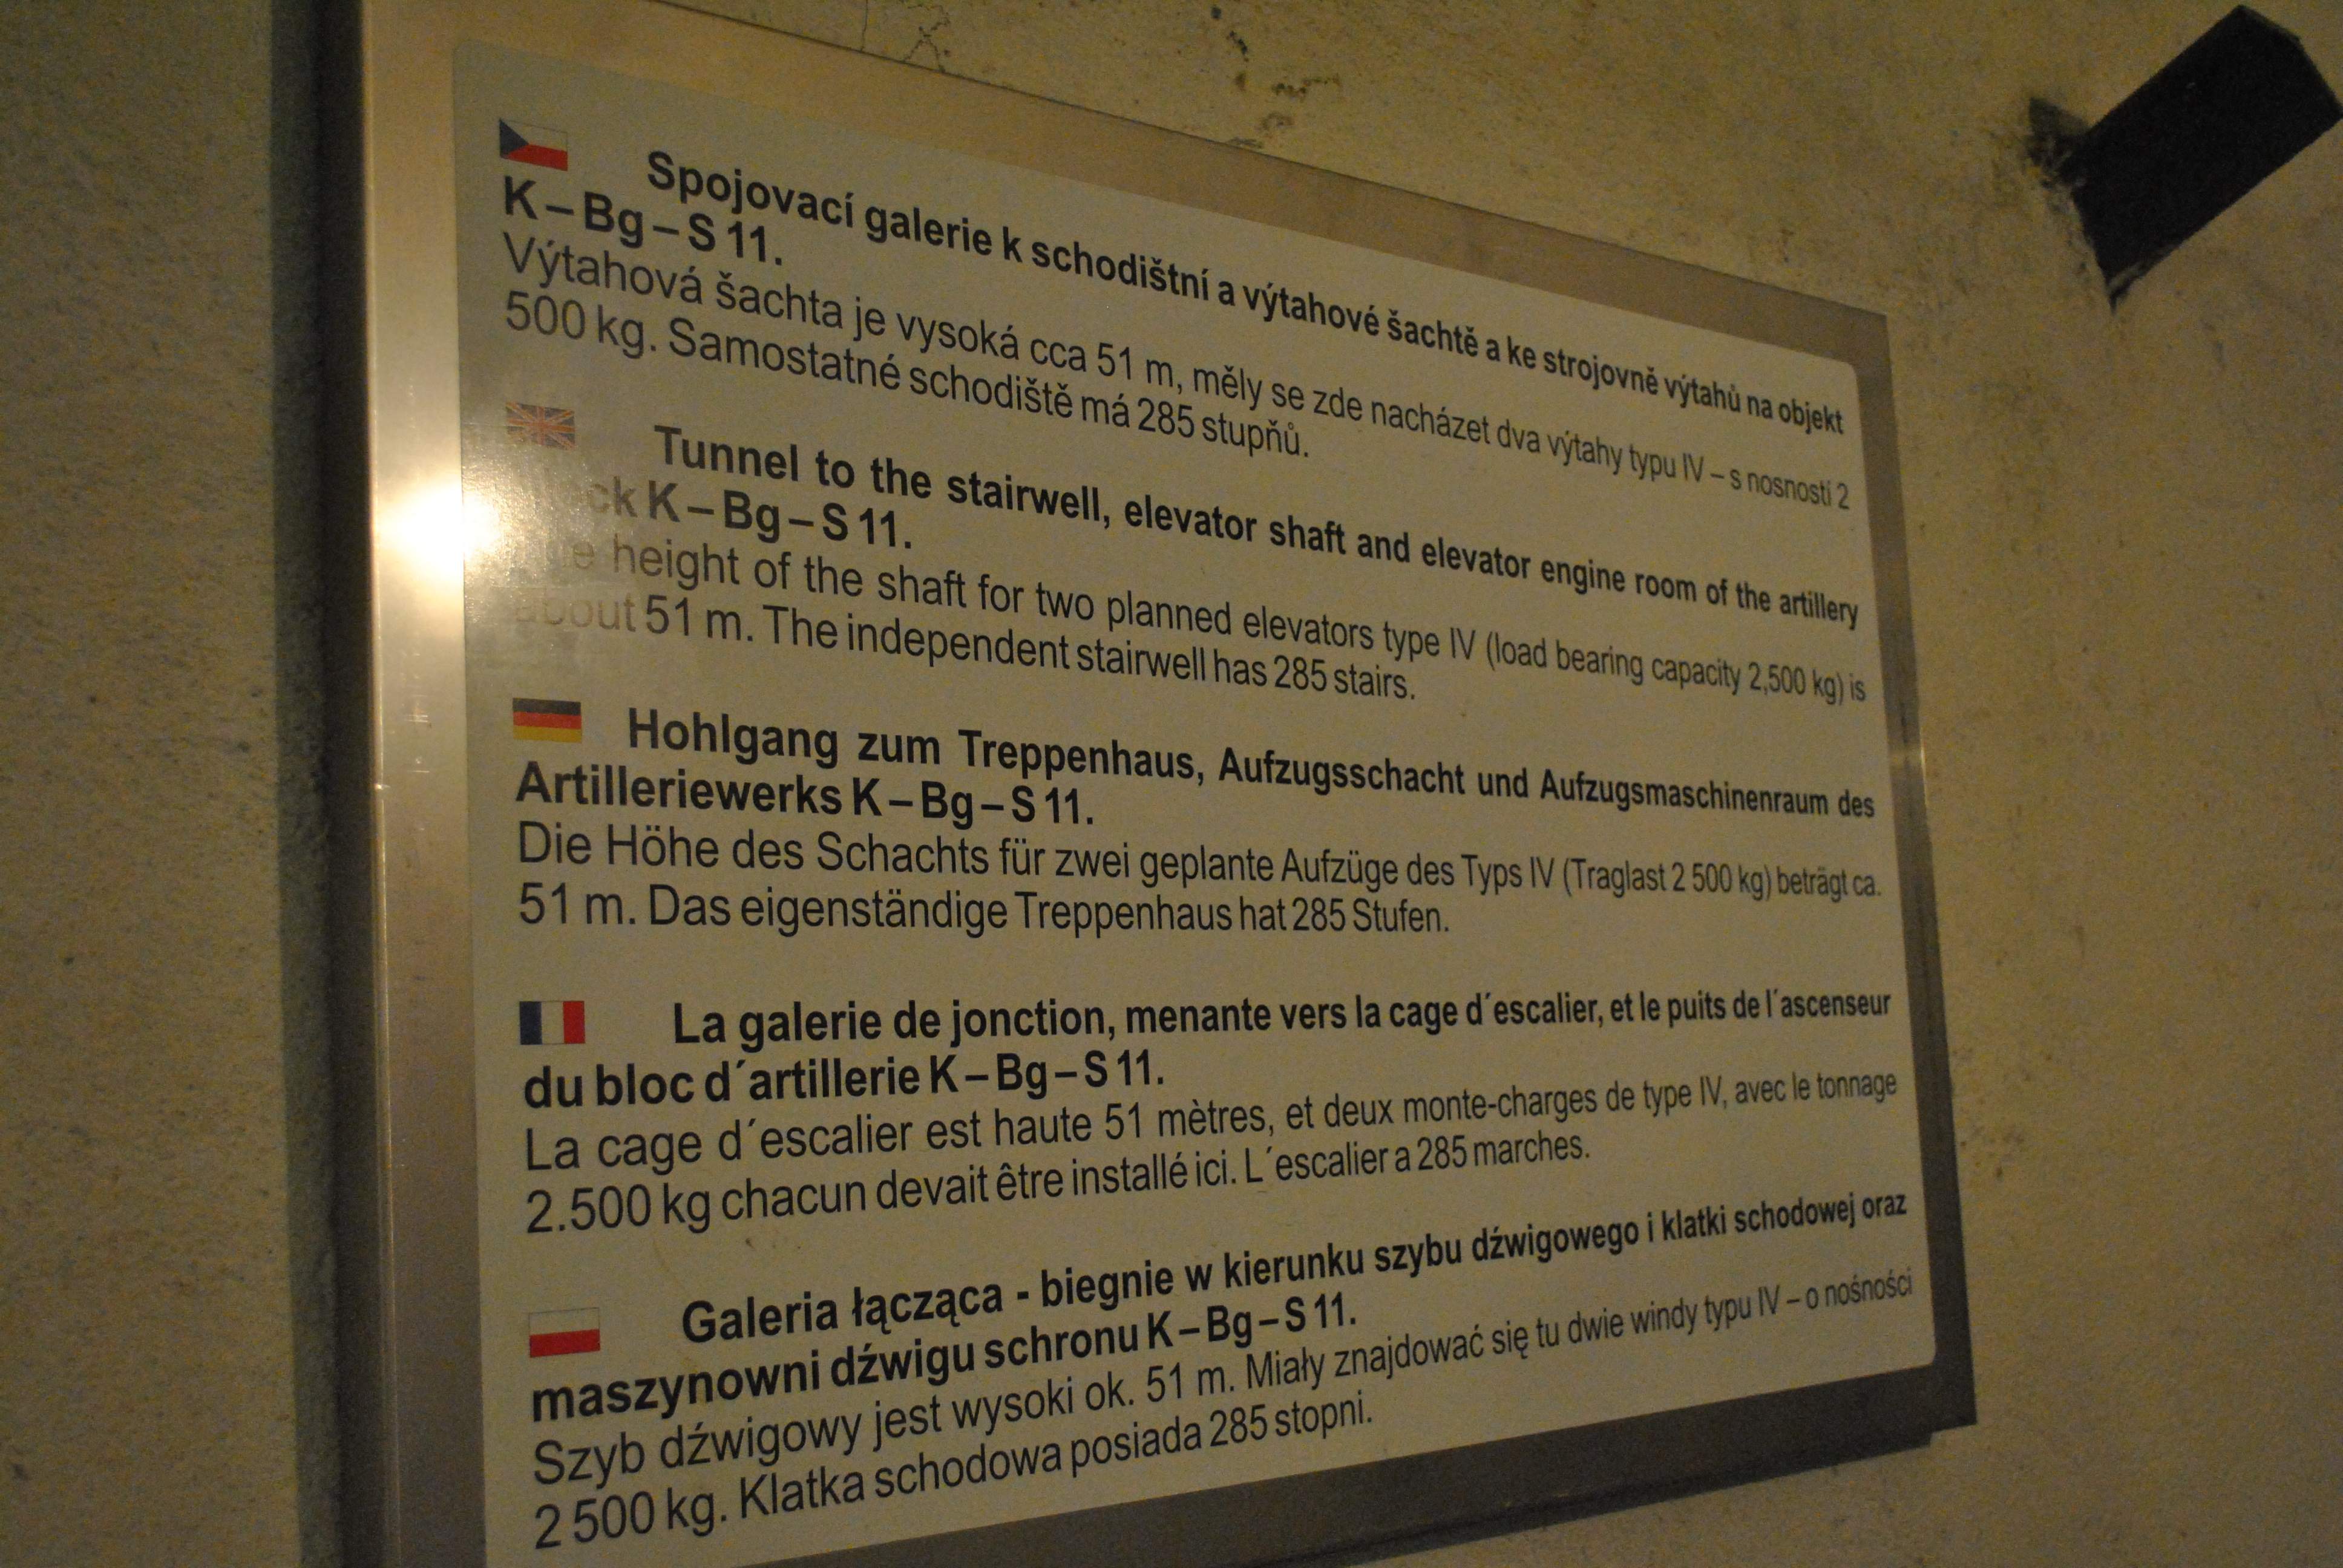 Spojovací galerie k schodištní a výtahové šachtě a ke strojovně výtahů na objekt
K – Bg – S 11.
Výtahová šachta je vysoká cca 51 m, měly se zde nacházet dva výtahy typu IV – s nosností 2
500 kg. Samostatné schodiště má 285 stupňů.
Tunnel to the stairwell, elevator shaft and elevator engine room of the artillery
K – Bg – S 11.
height of the shaft for two planned elevators type IV (load bearing capacity 2,500 kg) is
about 51 m. The independent stairwell has 285 stairs.
Hohlgang zum Treppenhaus, Aufzugsschacht und Aufzugsmaschinenraum des
Artilleriewerks K – Bg – S 11.
Die Höhe des Schachts für zwei geplante Aufzüge des Typs IV (Traglast 2 500 kg) beträgt ca.
51 m. Das eigenständige Treppenhaus hat 285 Stufen.
La galerie de jonction, menante vers la cage d´escalier, et le puits de l´ascenseur
du bloc d´artillerie K – Bg – S 11.
La cage d´escalier est haute 51 mètres, et deux monte-charges de type IV, avec le tonnage
2.500 kg chacun devait être installé ici. L´escalier a 285 marches.
Galeria łącząca - biegnie w kierunku szybu dźwigowego i klatki schodowej oraz
maszynowni dźwigu schronu K – Bg – S 11.
Szyb dźwigowy jest wysoki ok. 51 m. Miały znajdować się tu dwie windy typu IV – o nośności
2 500 kg. Klatka schodowa posiada 285 stopni.